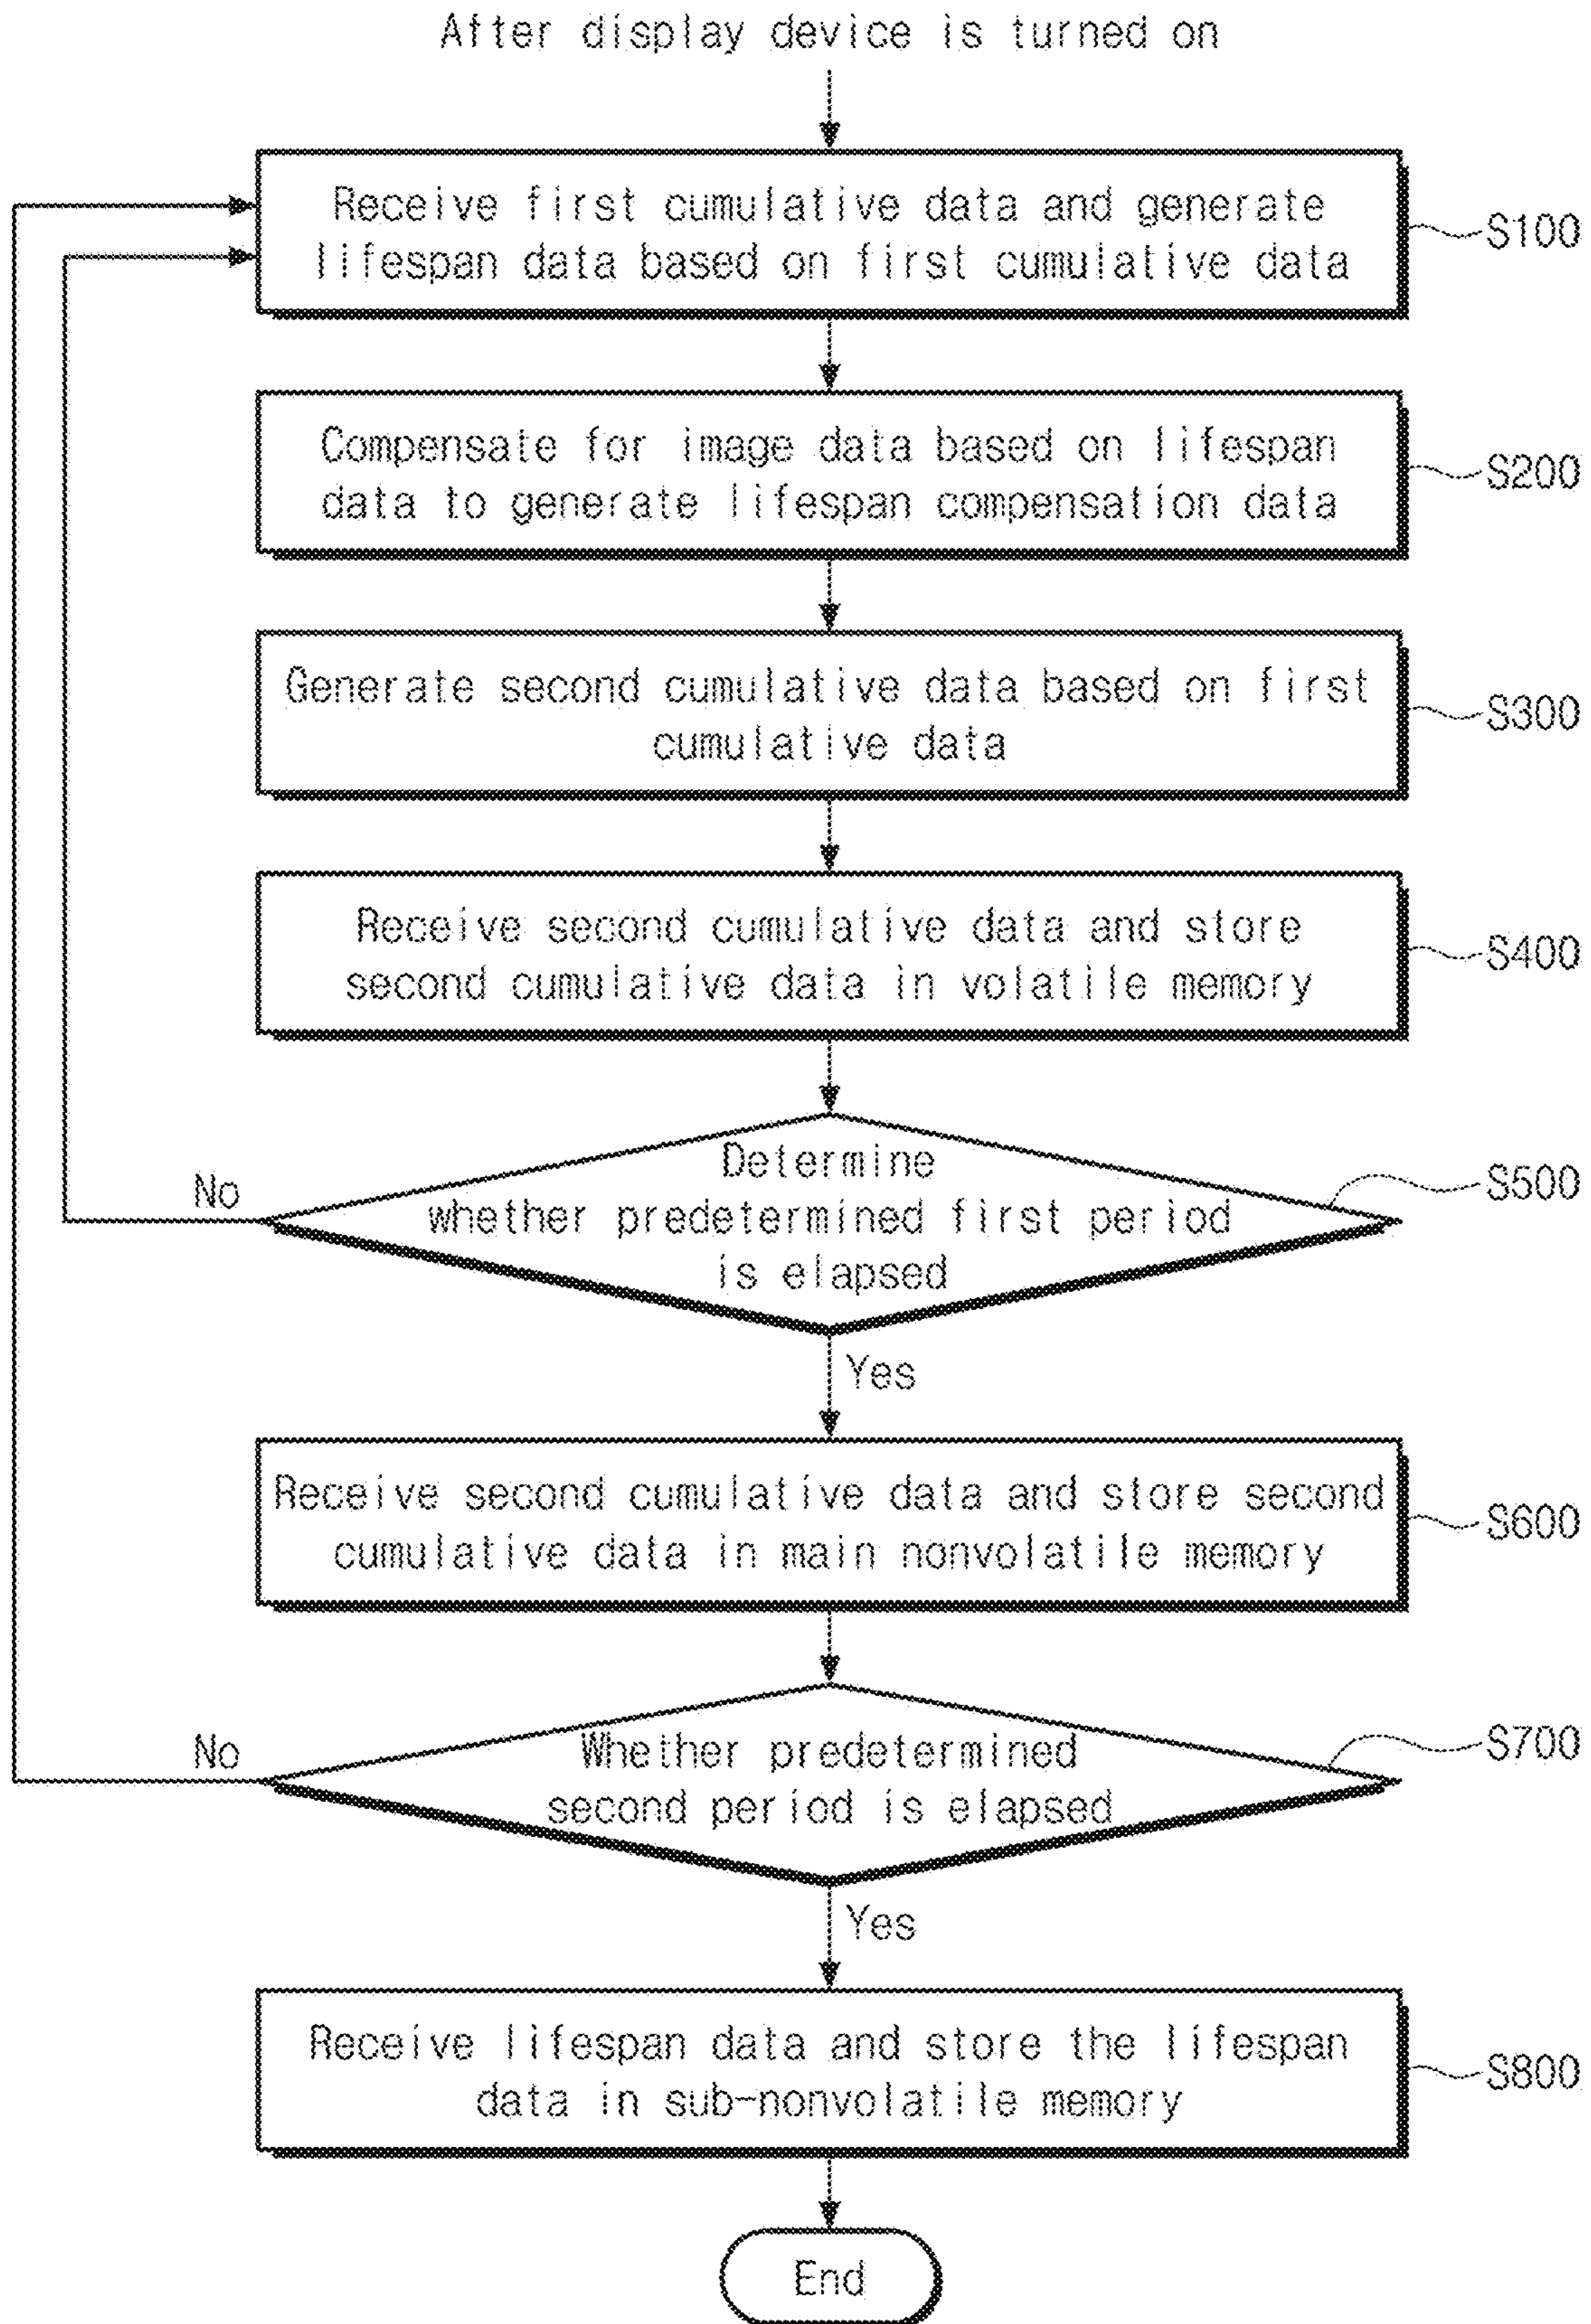 After display device is turned on
Receive first cumulative data and generate
lifespan data based on first cumulative data
S100
Compensate for image data based on lifespan
data to generate lifespan compensation data
S200
Generate second cumulative data based on first
cumulative data
S300
Receive second cumulative data and store
second cumulative data in volatile memory
S400
Determine
whether predetermined first period
is elapsed
S500
No
Yes
Receive second cumulative data and store second
cumulative data in main nonvolatile memory
S600
Whether predetermined
second period is elapsed
S700
No
Yes
Receive lifespan data and store the lifespan
data in sub-nonvolatile memory
S800
End